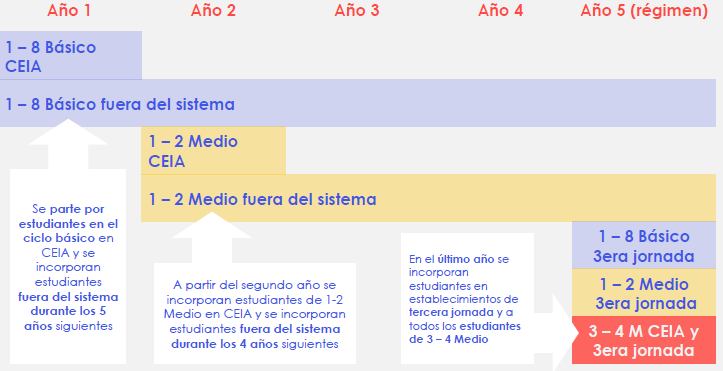 Año 1
Año 2
Año 3
Año 4
Año 5 (régimen)
1 – 8 Básico
CEIA
1 – 8 Básico fuera del sistema
1 – 2 Medio
CEIA
1 – 2 Medio fuera del sistema
Se parte por
estudiantes en el
ciclo básico en
CEIA y se
incorporan
estudiantes
fuera del sistema
durante los 5
años siguientes
A partir del segundo año se
incorporan estudiantes de 1-2
Medio en CEIA y se incorporan
estudiantes fuera del sistema
durante los 4 años siguientes
En el último año se
incorporan
estudiantes en
establecimientos de
tercera jornada y a
todos los estudiantes
de 3 – 4 Medio
1 – 8 Básico
3era jornada
1 – 2 Medio
3era jornada
3 – 4 M CEIA y
3era jornada